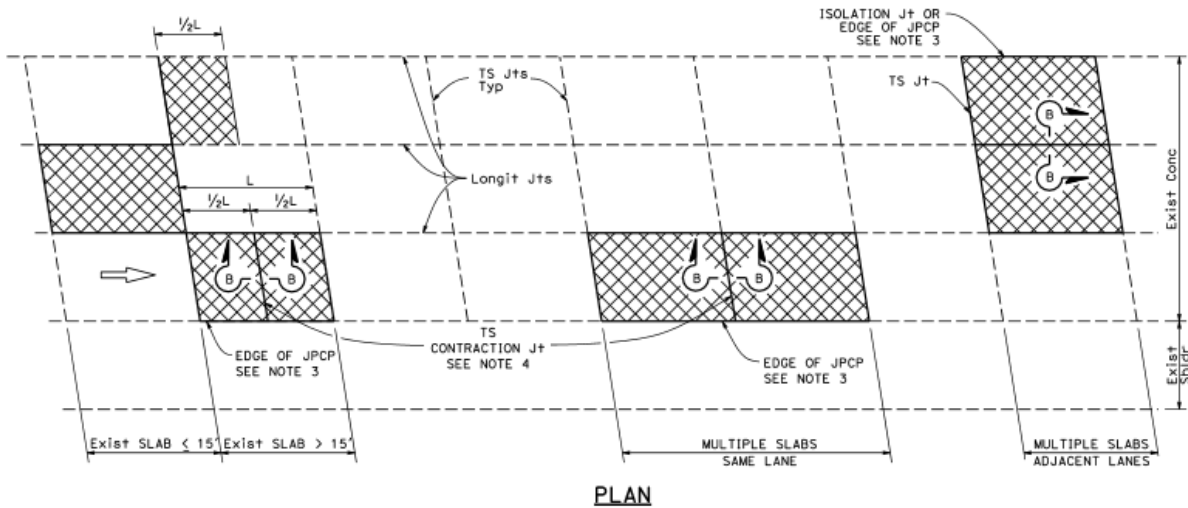 ½L
ISOLATION Jt OR
EDGE OF JPCP
SEE NOTE 3
TS Jts
Typ
TS Jt
B
Longit Jts
L
½L
½L
B
Exist Conc
B
B
B
B
TS
CONTRACTION Jt
SEE NOTE 4
EDGE OF JPCP
SEE NOTE 3
EDGE OF JPCP
SEE NOTE 3
Exist
Shldr
Exist SLAB ≤ 15'
Exist SLAB > 15'
MULTIPLE SLABS
SAME LANE
MULTIPLE SLABS
ADJACENT LANES
PLAN